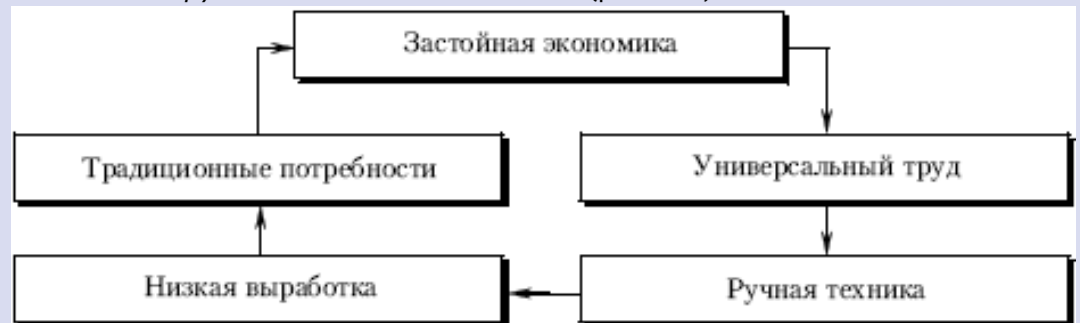 Застойная экономика
Традиционные потребности
Универсальный труд
Низкая выработка
Ручная техника